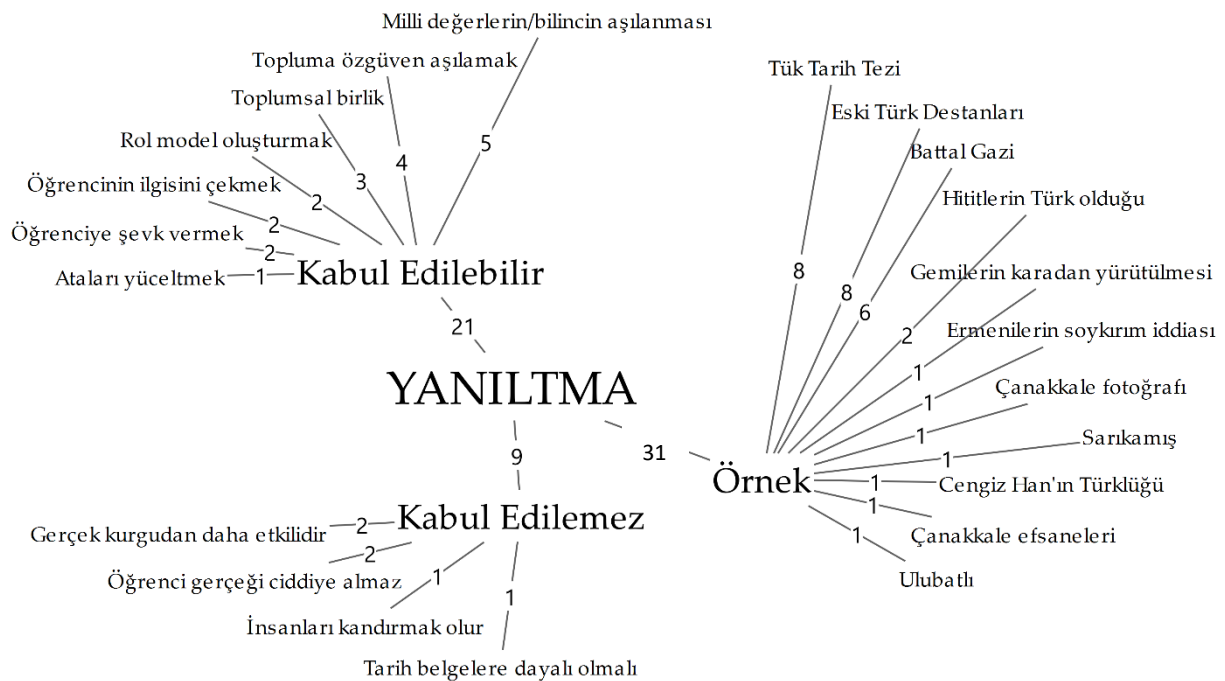 Milli değerlerin/bilincin aşılanması
Topluma özgüven aşılamak
Toplumsal birlik
Rol model oluşturmak
Öğrencinin ilgisini çekmek
Öğrenciye şevk vermek
Ataları yüceltmek
5
4
3
2
2
2
1
Kabul Edilebilir
21
YANILTMA
9
31
Kabul Edilemez
2
2
1
1
Gerçek kurgudan daha etkilidir
Öğrenci gerçeği ciddiye almaz
İnsanları kandırmak olur
Tarih belgelere dayalı olmalı
Örnek
8
8
6
2
1
1
1
1
1
1
1
Tük Tarih Tezi
Eski Türk Destanları
Battal Gazi
Hititlerin Türk olduğu
Gemilerin karadan yürütülmesi
Ermenilerin soykırım iddiası
Çanakkale fotoğrafı
Sarıkamış
Cengiz Han'ın Türklüğü
Çanakkale efsaneleri
Ulubatlı